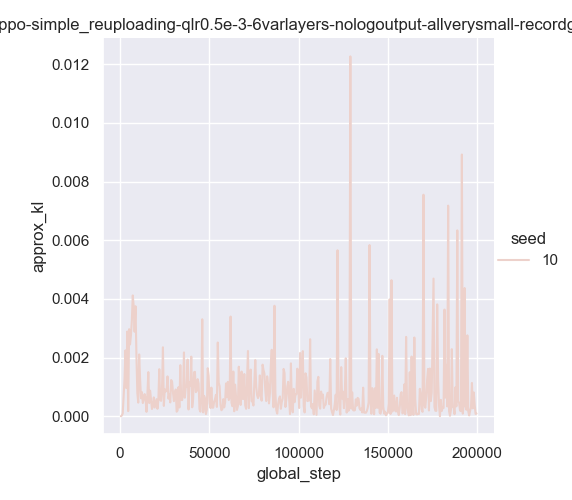 ppo-simple_reuploading-qlr0.5e-3-6varlayers-nologoutput-allverysmall-recordg
0.012
0.010
0.008
0.006
0.004
0.002
0.000
approx_kl
0 50000 100000 150000 200000
global_step
seed
10